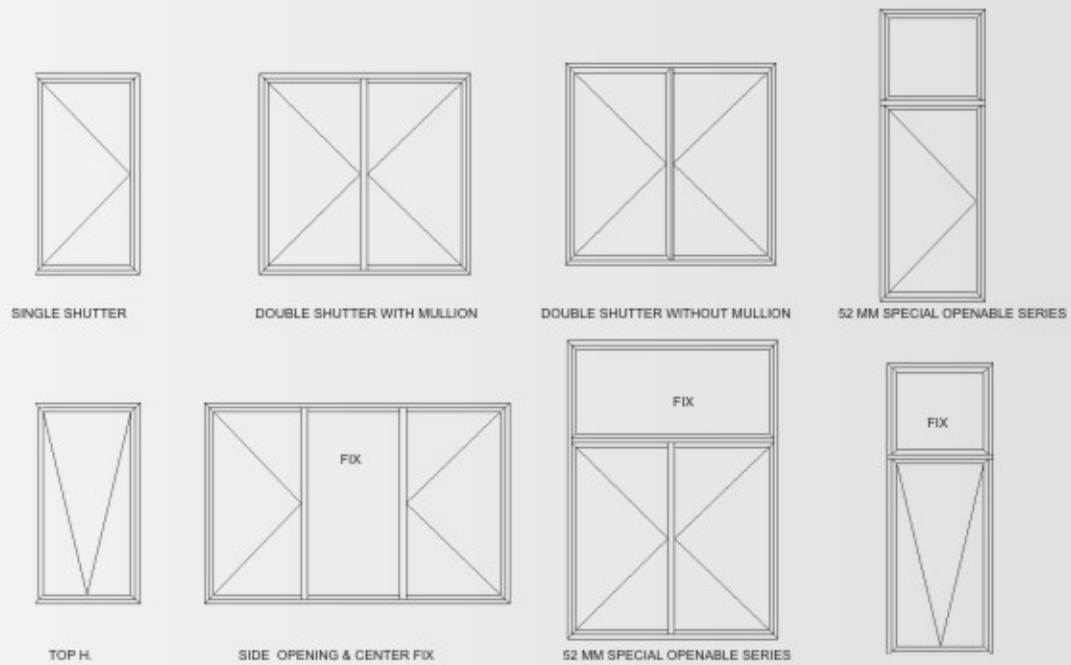 SINGLE SHUTTER
DOUBLE SHUTTER WITH MULLION
DOUBLE SHUTTER WITHOUT MULLION
52 MM SPECIAL OPENABLE SERIES
FIX
FIX
FIX
TOP H.
SIDE OPENING & CENTER FIX
52 MM SPECIAL OPENABLE SERIES